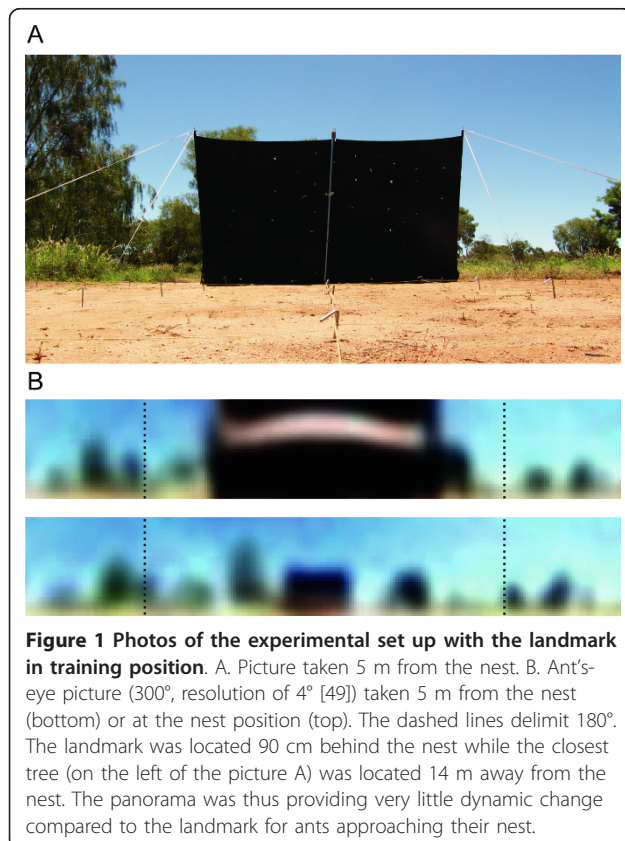 A
B
Figure 1 Photos of the experimental set up with the landmark
in training position. A. Picture taken 5 m from the nest. B. Ant's-
eye picture (300°, resolution of 4° [49]) taken 5 m from the nest
(bottom) or at the nest position (top). The dashed lines delimit 180°.
The landmark was located 90 cm behind the nest while the closest
tree (on the left of the picture A) was located 14 m away from the
nest. The panorama was thus providing very little dynamic change
compared to the landmark for ants approaching their nest.